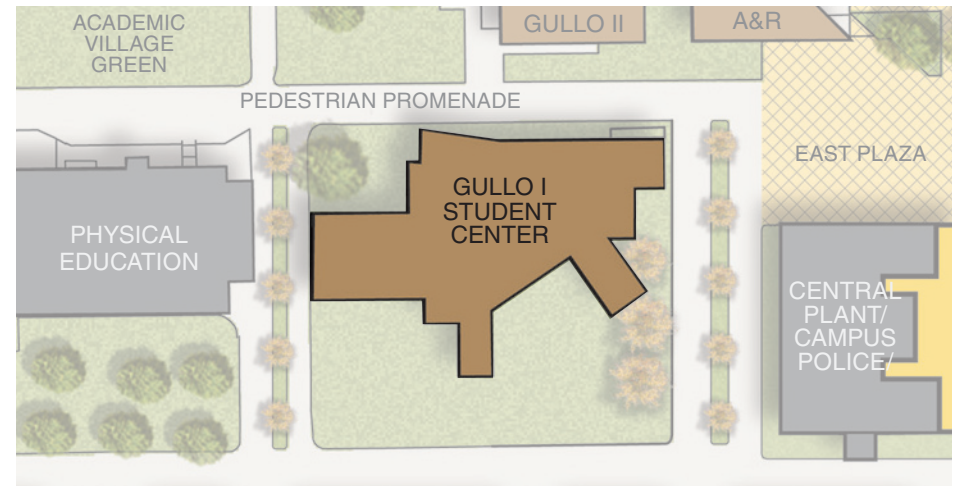 ACADEMIC
VILLAGE
GREEN
GULLO II
A&R
PEDESTRIAN PROMENADE
EAST PLAZA
GULLO I
STUDENT
CENTER
PHYSICAL
EDUCATION
CENTRAL
PLANT/
CAMPUS
POLICE/